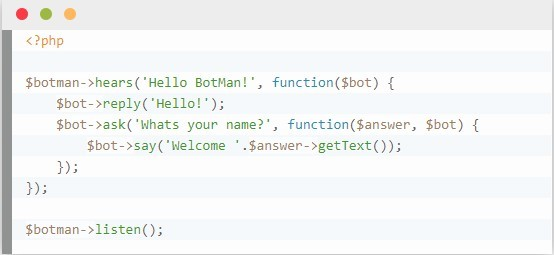 <?php
$botman->hears('Hello BotMan!', function($bot) {
    $bot->reply('Hello!');
    $bot->ask('Whats your name?', function($answer, $bot) {
        $bot->say('Welcome '.$answer->getText());
    });
});
$botman->listen();